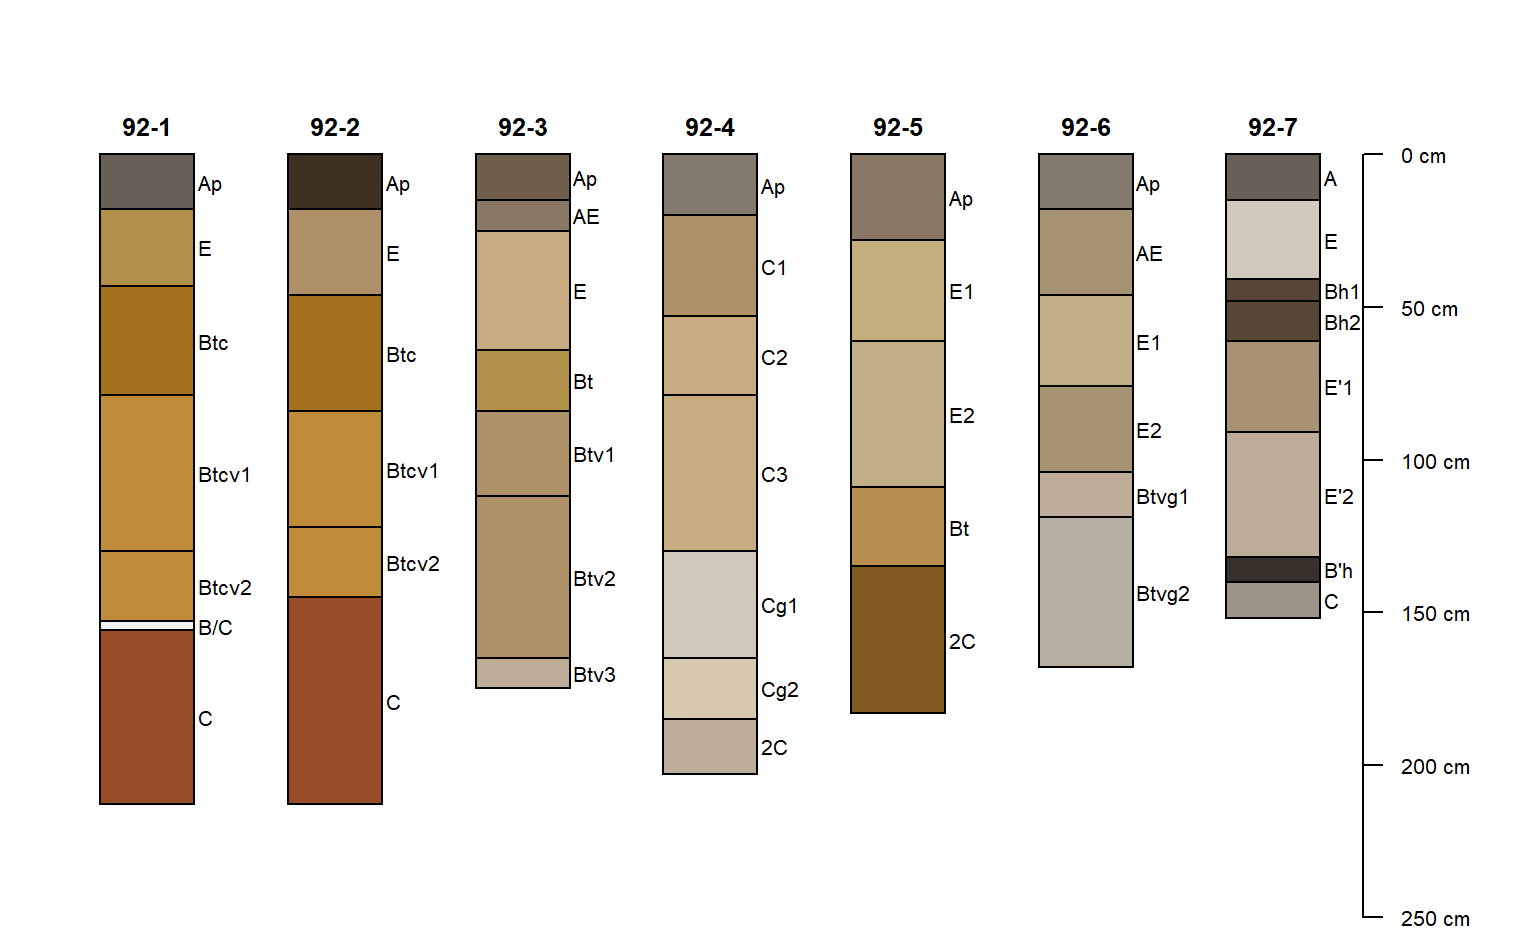 92-1
92-2
92-3
92-4
92-5
92-6
92-7
Ap
E
Btc
Btcv1
Btcv2
B/C
C
Ap
E
Btc
Btcv1
Btcv2
C
Ap
AE
E
Bt
Btv1
Btv2
Btv3
Ap
C1
C2
C3
Cg1
Cg2
2C
Ap
E1
E2
Bt
2C
Ap
AE
E1
E2
Btvg1
Btvg2
A
E
Bh1
Bh2
E'1
E'2
B'h
C
0 cm
50 cm
100 cm
150 cm
200 cm
250 cm